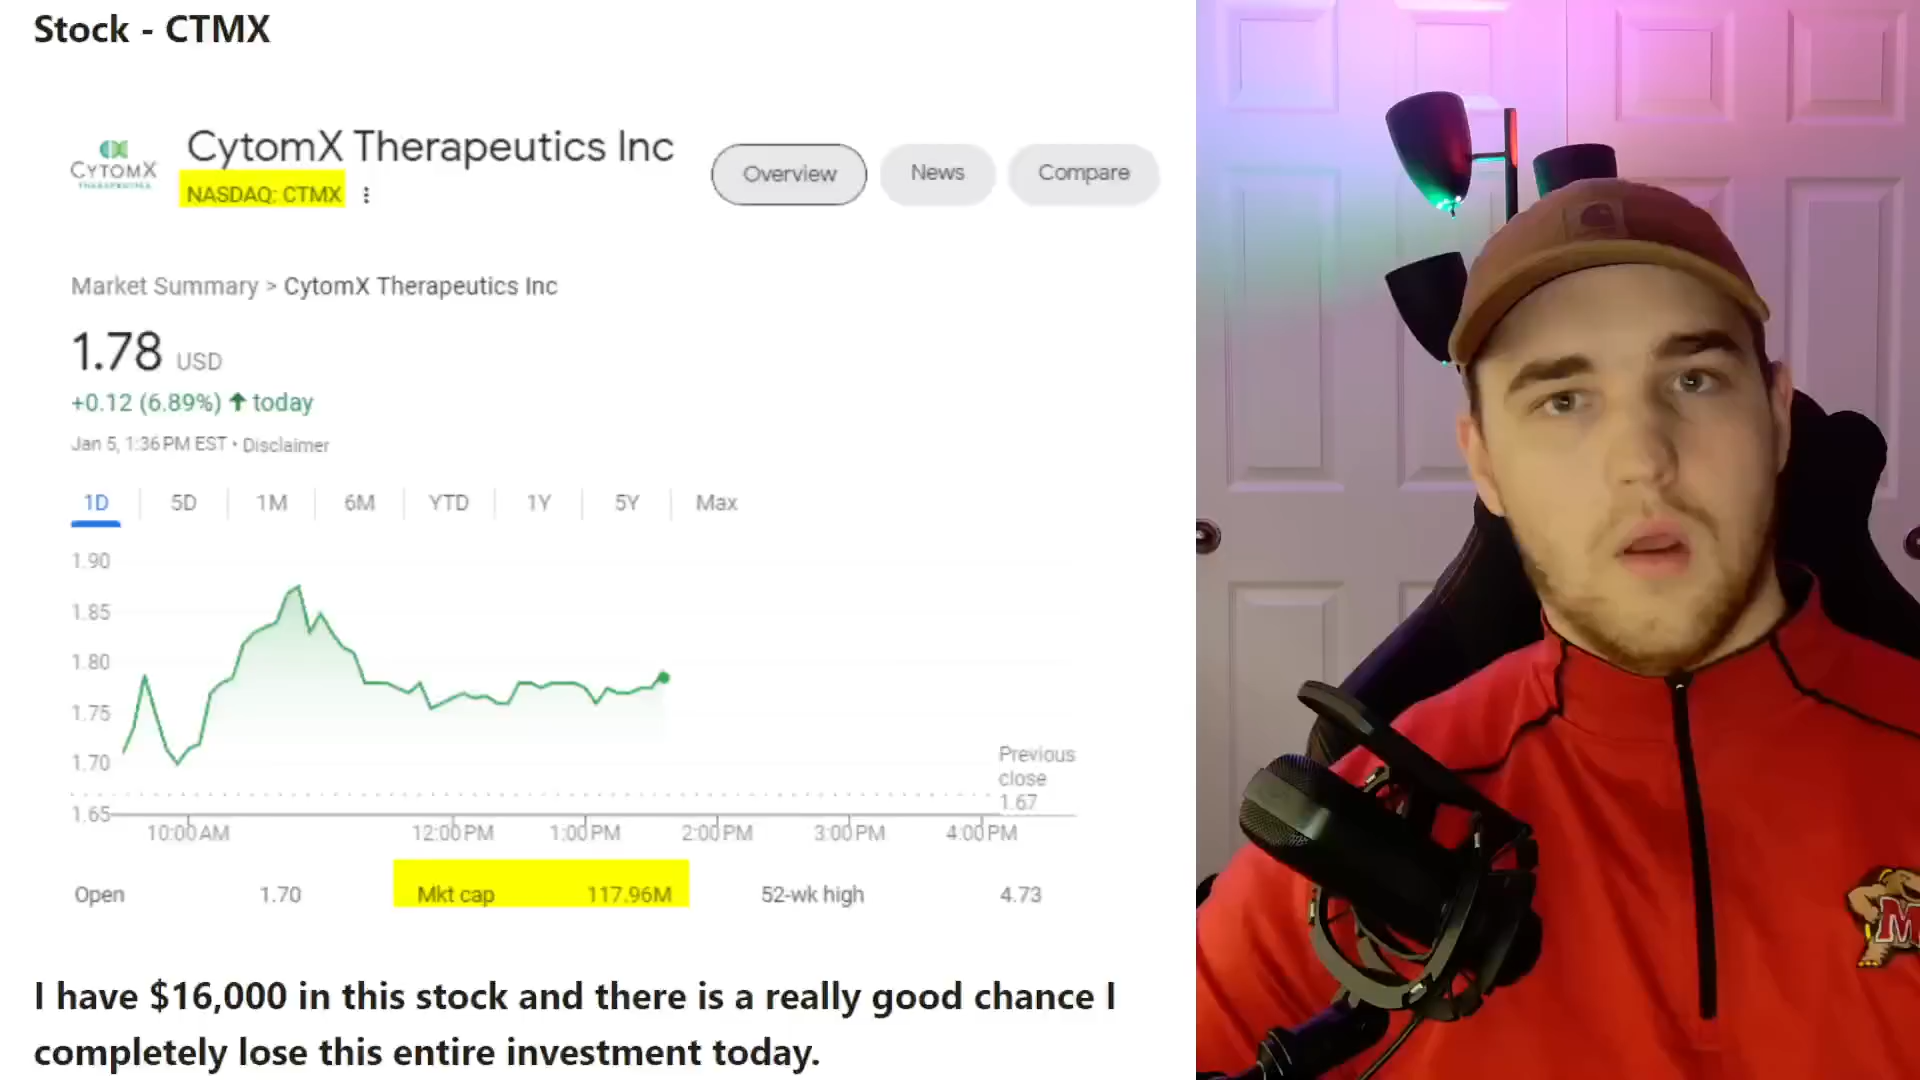 Stock - CTMX
CytomX Therapeutics Inc
CYTOMX
THERAPEUTICS
NASDAQ: CTMX
Overview
News
Compare
Market Summary > CytomX Therapeutics Inc
1.78 USD
+0.12 (6.89%) ↑ today
Jan 5, 1:36 PM EST • Disclaimer
1D 5D 1M 6M YTD 1Y 5Y Max
1.90
1.85
1.80
1.75
1.70
1.65
Previous
close
1.67
10:00 AM 12:00 PM 1:00 PM 2:00 PM 3:00 PM 4:00 PM
Open 1.70 Mkt cap 117.96M 52-wk high 4.73
M
I have $16,000 in this stock and there is a really good chance I
completely lose this entire investment today.